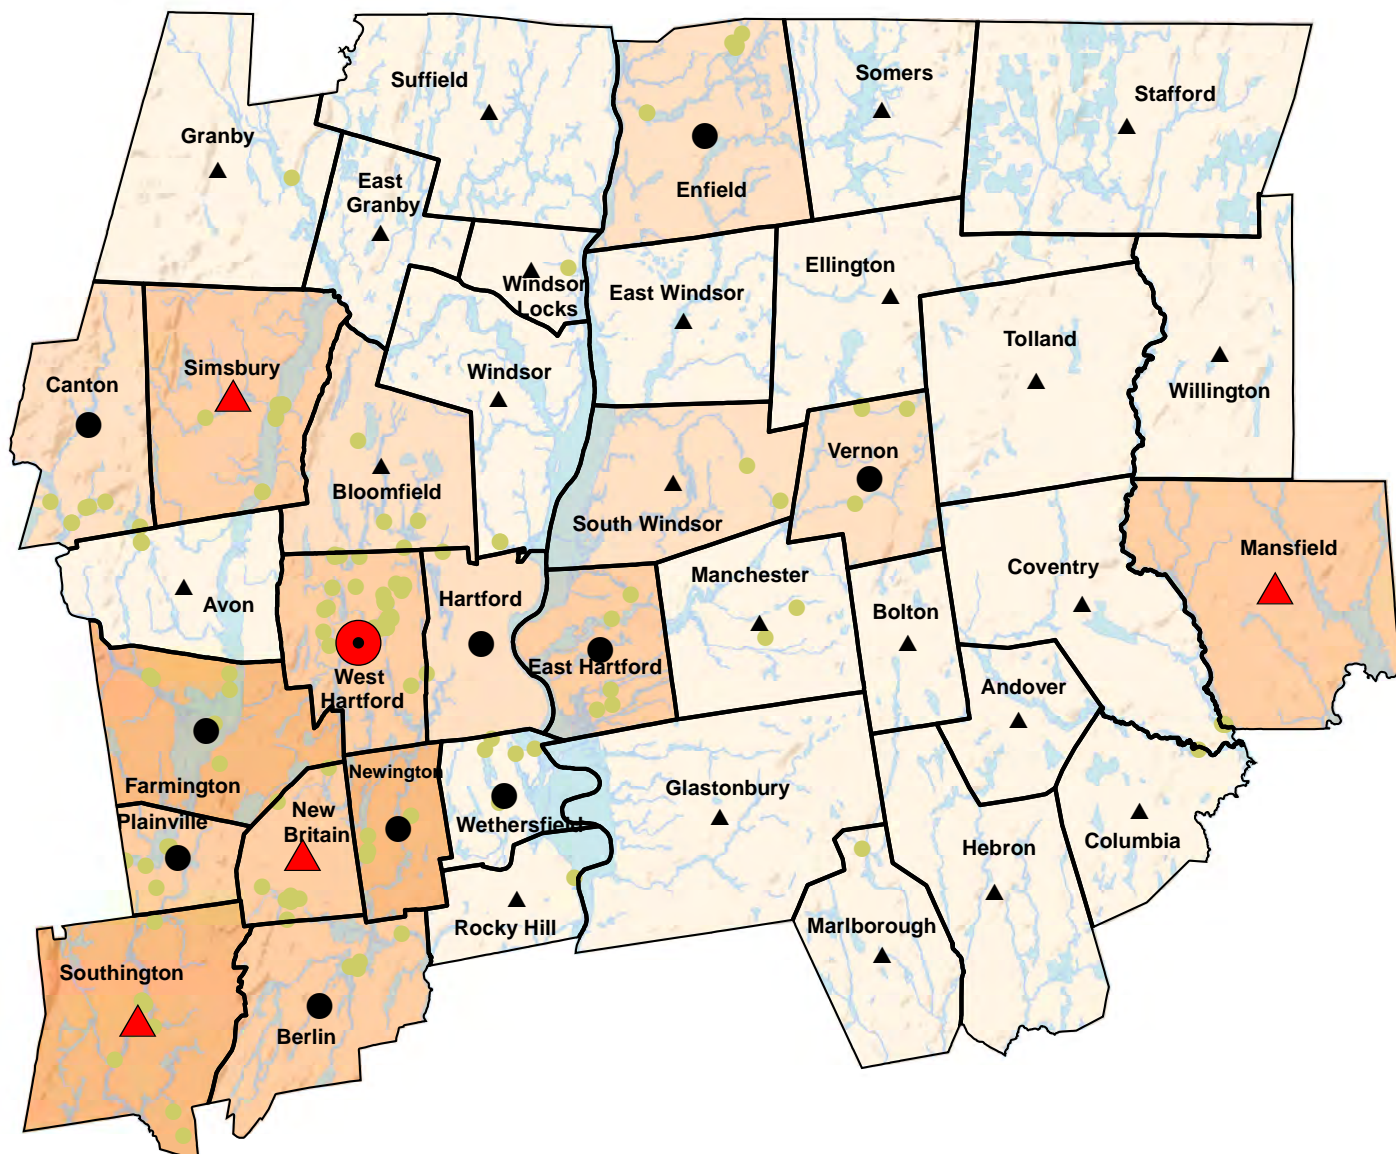 Suffield
Somers
Stafford
Granby
East
Granby
Enfield
Windsor
Locks
East Windsor
Ellington
Tolland
Willington
Canton
Simsbury
Windsor
Bloomfield
South Windsor
Vernon
Mansfield
Avon
Hartford
Manchester
Coventry
Bolton
West
Hartford
East Hartford
Andover
Farmington
Newington
Plainville
New
Britain
Wethersfield
Glastonbury
Hebron
Columbia
Rocky Hill
Marlborough
Southington
Berlin